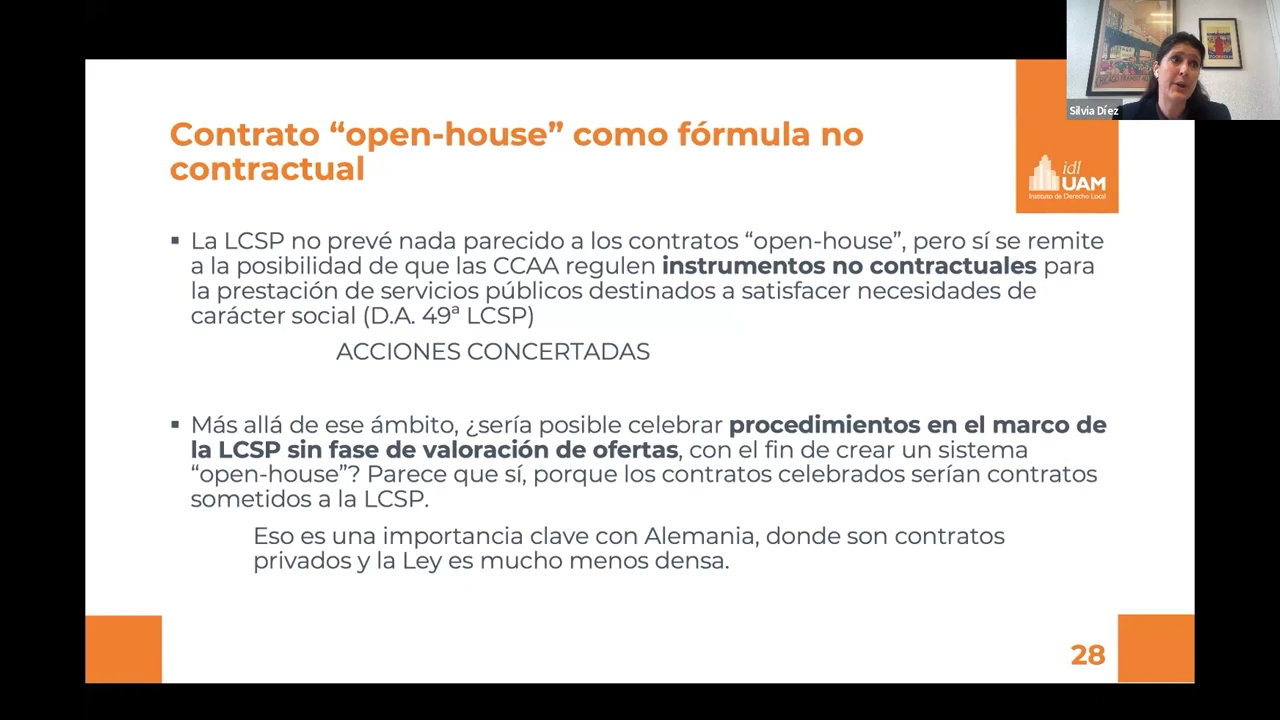 Silvia Díez
Contrato “open-house” como fórmula no
contractual
idl
UAM
Instituto de Derecho Local
▪ La LCSP no prevé nada parecido a los contratos “open-house”, pero sí se remite
a la posibilidad de que las CCAA regulen instrumentos no contractuales para
la prestación de servicios públicos destinados a satisfacer necesidades de
carácter social (D.A. 49ª LCSP)
ACCIONES CONCERTADAS
▪ Más allá de ese ámbito, ¿sería posible celebrar procedimientos en el marco de
la LCSP sin fase de valoración de ofertas, con el fin de crear un sistema
“open-house”? Parece que sí, porque los contratos celebrados serían contratos
sometidos a la LCSP.
Eso es una importancia clave con Alemania, donde son contratos
privados y la Ley es mucho menos densa.
28